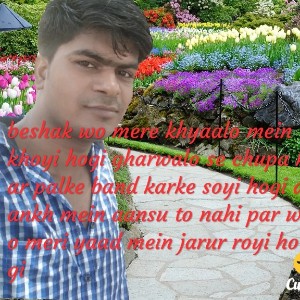 beshak wo mere khyaalo mein
khoyi hogi gharwalo se chupa
ar palke band karke soyi hogi
ankh mein aansu to nahi par w
o meri yaad mein jarur royi ho
gi